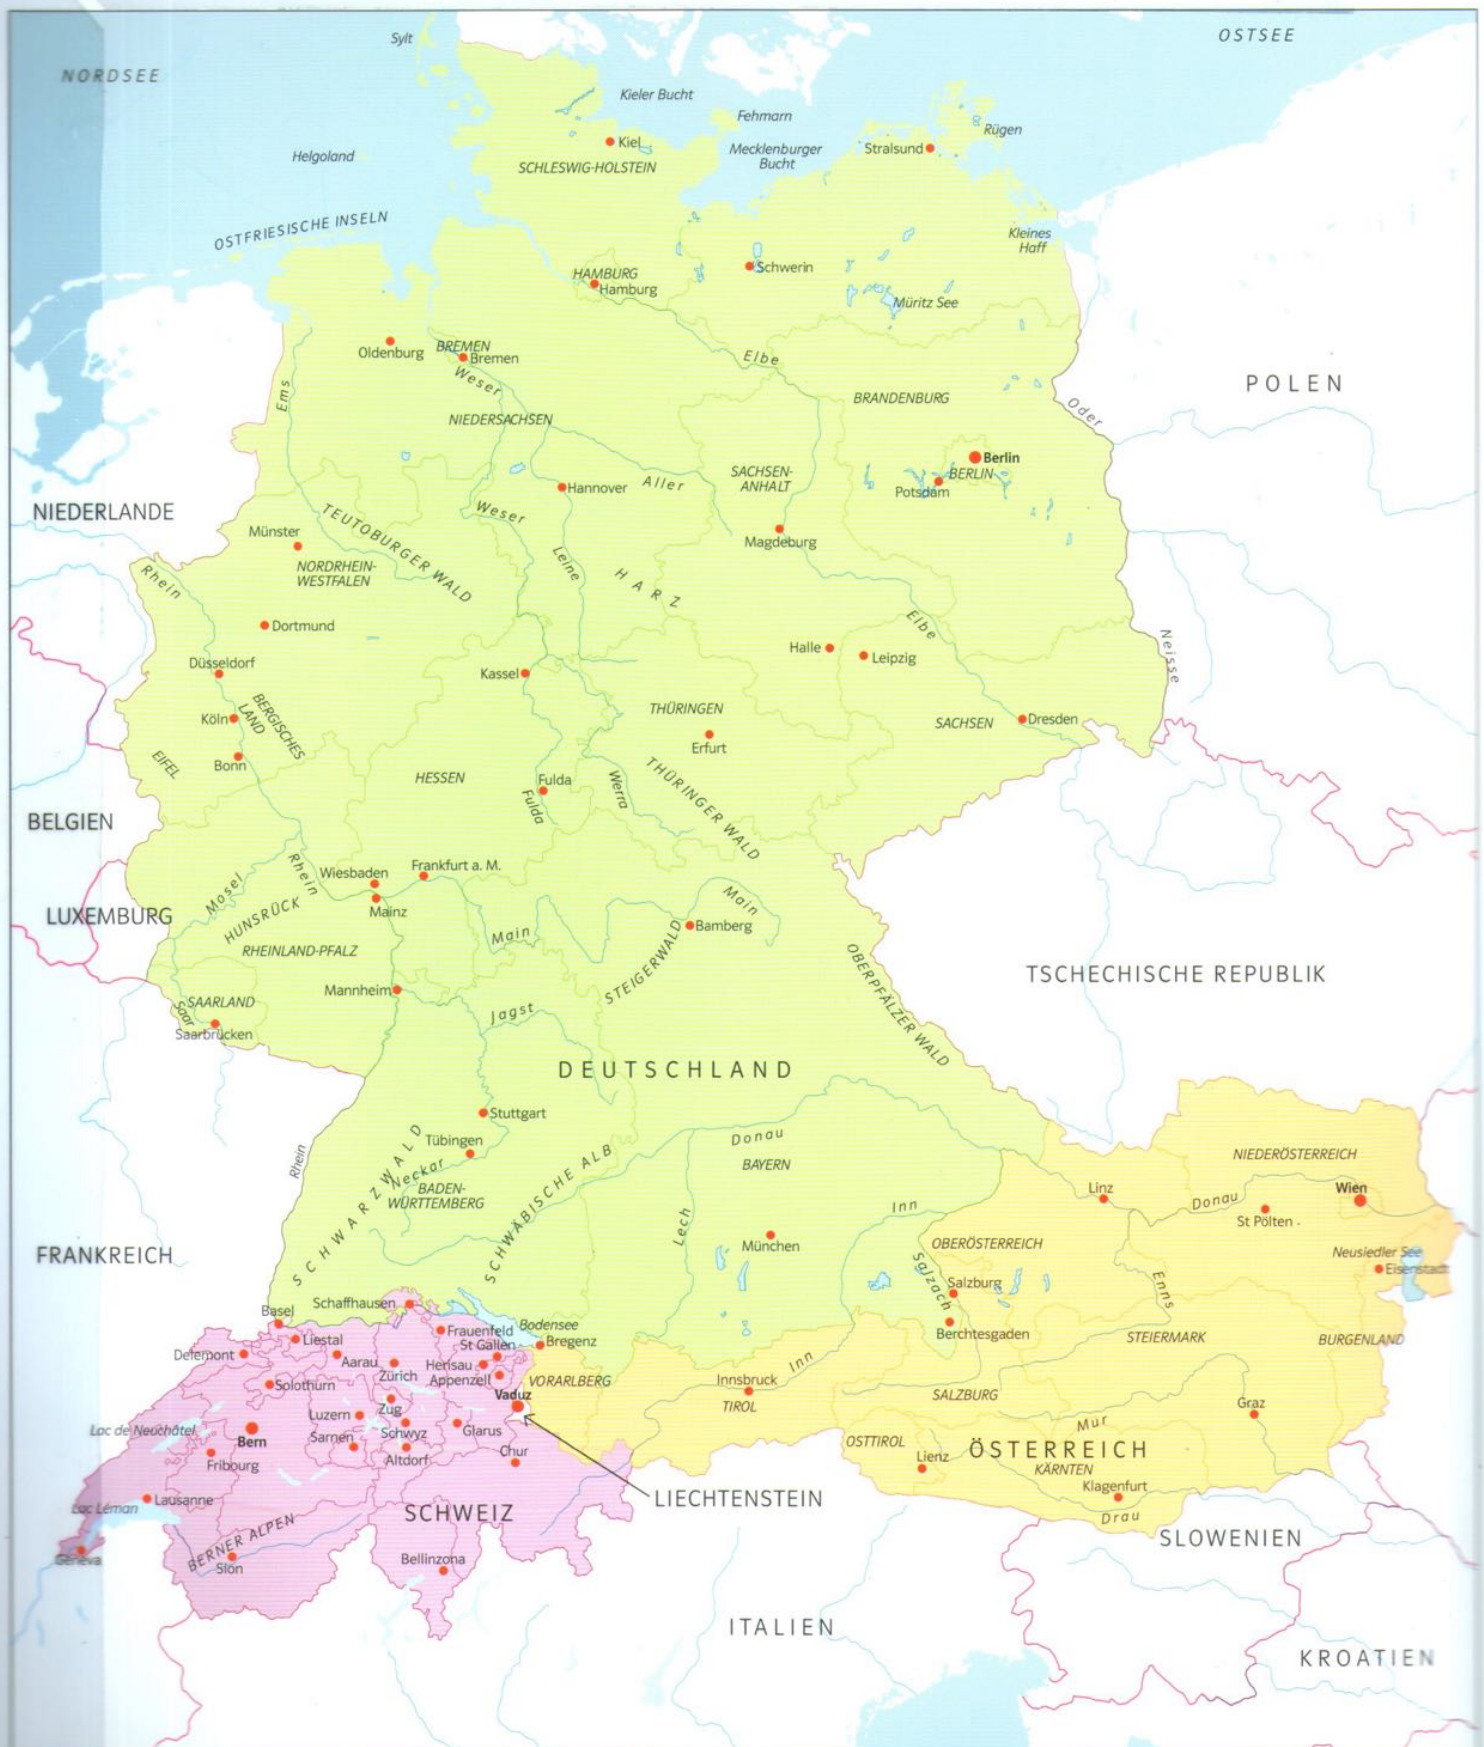 Sylt
OSTSEE
NORDSEE
Kieler Bucht
Fehmarn
Rügen
Kiel
Mecklenburger
Bucht
Stralsund
Helgoland
SCHLESWIG-HOLSTEIN
OSTFRIESISCHE INSELN
Kleines
Haff
HAMBURG
Hamburg
Schwerin
Müritz See
Oldenburg
BREMEN
Bremen
Weser
Elbe
Ems
POLEN
BRANDENBURG
Oder
NIEDERSACHSEN
Berlin
BERLIN
SACHSEN-
ANHALT
Potsdam
Hannover
Aller
NIEDERLANDE
Weser
TEUTOBURGER WALD
Münster
Magdeburg
NORDRHEIN-
WESTFALEN
Rhein
Leine
HARZ
Dortmund
Elbe
Neisse
Halle
Leipzig
Düsseldorf
Kassel
Köln
BERGISCHES
LAND
THÜRINGEN
SACHSEN
Dresden
Erfurt
EIFEL
Bonn
HESSEN
Fulda
Fulda
Werra
THÜRINGER WALD
BELGIEN
Rhein
Wiesbaden
Frankfurt a. M.
Mosel
Mainz
Main
LUXEMBURG
HUNSRÜCK
Main
Bamberg
RHEINLAND-PFALZ
STEIGERWALD
OBERPFÄLZER WALD
TSCHECHISCHE REPUBLIK
Mannheim
SAARLAND
Saar
Saarbrücken
Jagst
DEUTSCHLAND
Stuttgart
Tübingen
Donau
Rhein
SCHWARZWALD
Neckar
SCHWÄBISCHE ALB
BAYERN
NIEDERÖSTERREICH
BADEN-
WÜRTTEMBERG
Linz
Donau
Wien
Inn
St Pölten
Lech
FRANKREICH
München
OBERÖSTERREICH
Neusiedler See
Salzach
Eisenstadt
Salzburg
Enns
Schaffhausen
Basel
Bodensee
Liestal
Frauenfeld
St Gallen
Bregenz
Berchtesgaden
STEIERMARK
BURGENLAND
Delemont
Aarau
Zürich
Herisau
Appenzell
Inn
Solothurn
VORARLBERG
Innsbruck
Vaduz
TIROL
SALZBURG
Luzern
Zug
Graz
Lac de Neuchâtel
Bern
Sarnen
Schwyz
Glarus
Mur
Fribourg
Altdorf
Chur
OSTTIROL
ÖSTERREICH
Lienz
KÄRNTEN
Klagenfurt
Lausanne
Lac Léman
SCHWEIZ
LIECHTENSTEIN
Drau
BERNER ALPEN
SLOWENIEN
Geneva
Sion
Bellinzona
ITALIEN
KROATIEN